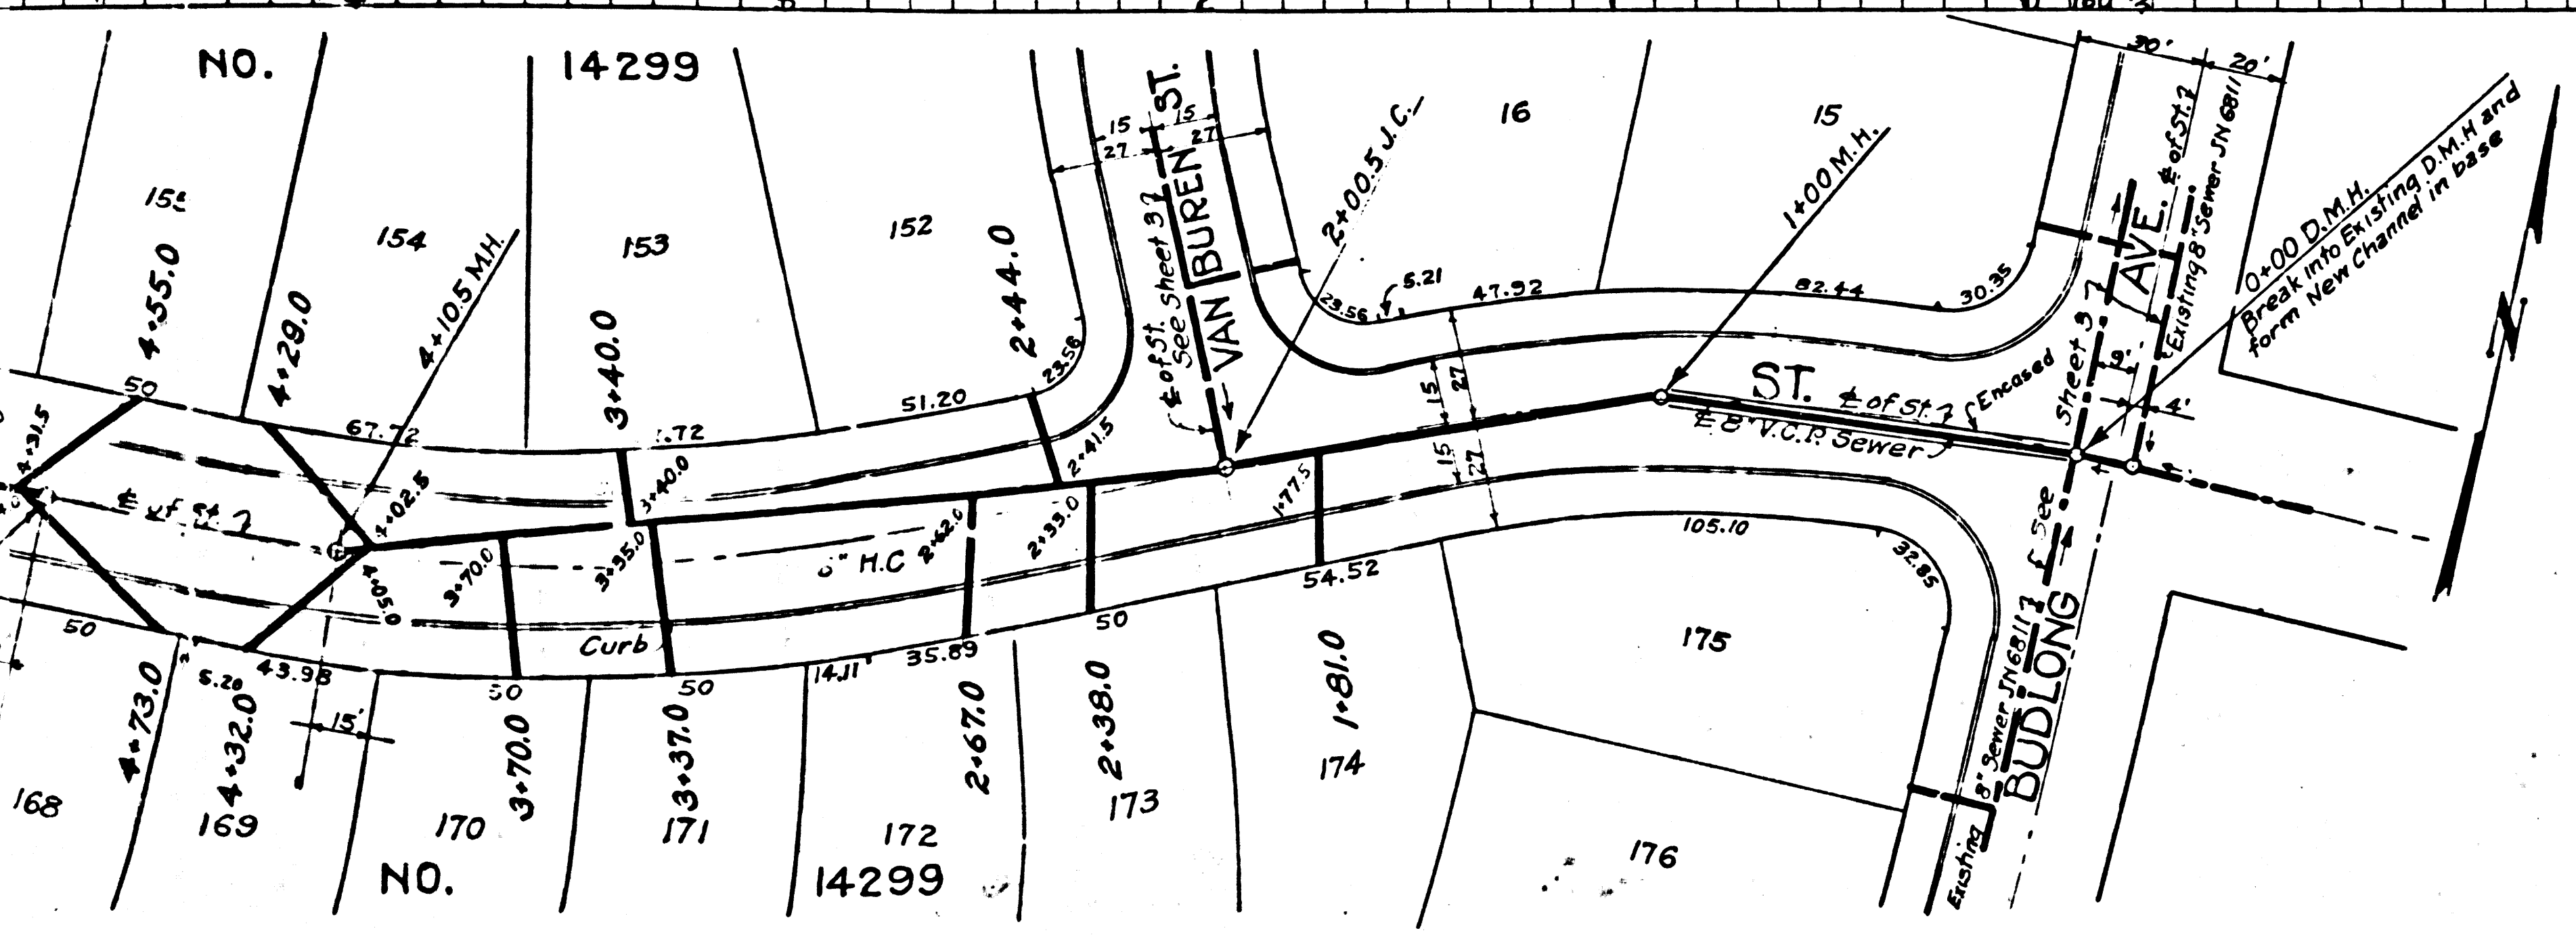 NO. 14299
30'
20'
155
154
153
152
16
15
4+55.0
4+29.0
4+10.5 M.H.
3+40.0
2+44.0
15
15
27
27
VAN BUREN ST.
℄ of St.
See Sheet 3
2+00.5 J.C.
1+00 M.H.
0+00 D.M.H.
Break into Existing D.M.H and
form New Channel in base
AVE.
℄ of St.
Existing 8" Sewer JN 6811
5.21
23.56
47.92
82.44
30.35
50
67.72
.72
51.20
23.56
4+31.5
4+02.5
3+40.0
2+41.5
℄ of St.
15
27
15
27
ST.
℄ of St.
Encased
℄ 8" V.C.P. Sewer
See Sheet 3
9'
4'
4+05.0
3+70.0
3+35.0
6" H.C
2+62.0
2+33.0
1+77.5
50
5.20
43.98
50
Curb
50
14.11
35.89
50
54.52
105.10
32.85
15'
4+73.0
4+32.0
3+70.0
3+37.0
2+67.0
2+38.0
1+81.0
175
168
169
170
171
172
173
174
176
BUDLONG
Existing 8" Sewer JN 6811
NO. 14299
N